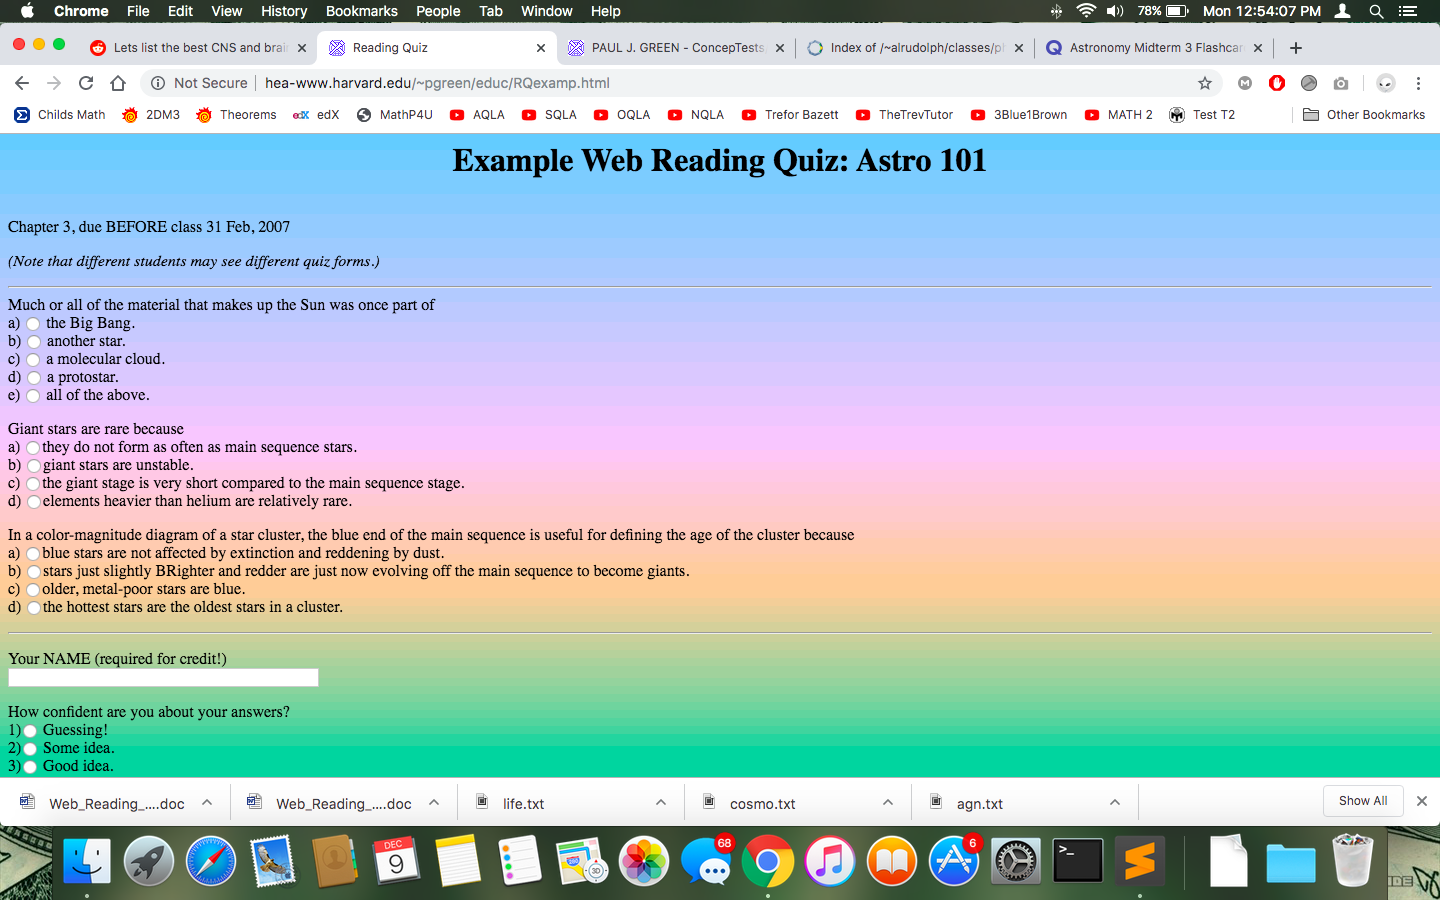 Chrome File Edit View History Bookmarks People Tab Window Help 78% Mon 12:54:07 PM
Lets list the best CNS and brai Reading Quiz PAUL J. GREEN - ConcepTests Index of /~alrudolph/classes/ph Astronomy Midterm 3 Flashcar
Not Secure hea-www.harvard.edu/~pgreen/educ/RQexamp.html
Childs Math 2DM3 Theorems edX edX MathP4U AQLA SQLA OQLA NQLA Trefor Bazett TheTrevTutor 3Blue1Brown MATH 2 Test T2 Other Bookmarks
Example Web Reading Quiz: Astro 101
Chapter 3, due BEFORE class 31 Feb, 2007
(Note that different students may see different quiz forms.)
Much or all of the material that makes up the Sun was once part of
a) the Big Bang.
b) another star.
c) a molecular cloud.
d) a protostar.
e) all of the above.
Giant stars are rare because
a) they do not form as often as main sequence stars.
b) giant stars are unstable.
c) the giant stage is very short compared to the main sequence stage.
d) elements heavier than helium are relatively rare.
In a color-magnitude diagram of a star cluster, the blue end of the main sequence is useful for defining the age of the cluster because
a) blue stars are not affected by extinction and reddening by dust.
b) stars just slightly BRighter and redder are just now evolving off the main sequence to become giants.
c) older, metal-poor stars are blue.
d) the hottest stars are the oldest stars in a cluster.
Your NAME (required for credit!)
How confident are you about your answers?
1) Guessing!
2) Some idea.
3) Good idea.
Web_Reading_....doc Web_Reading_....doc life.txt cosmo.txt agn.txt Show All
DEC
9
3D
68
6
>_